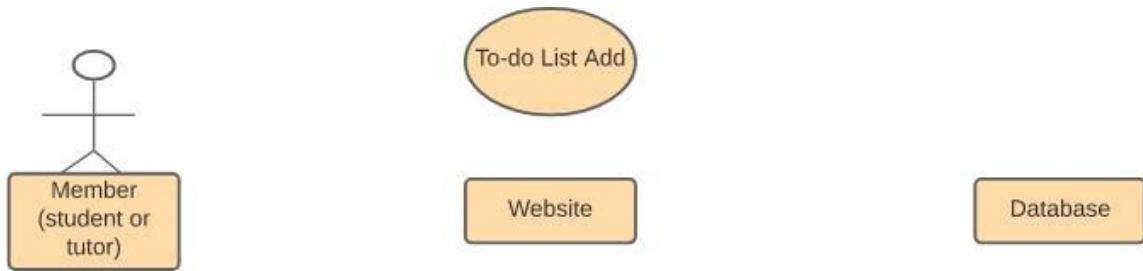 To-do List Add
Member
(student or
tutor)
Website
Database